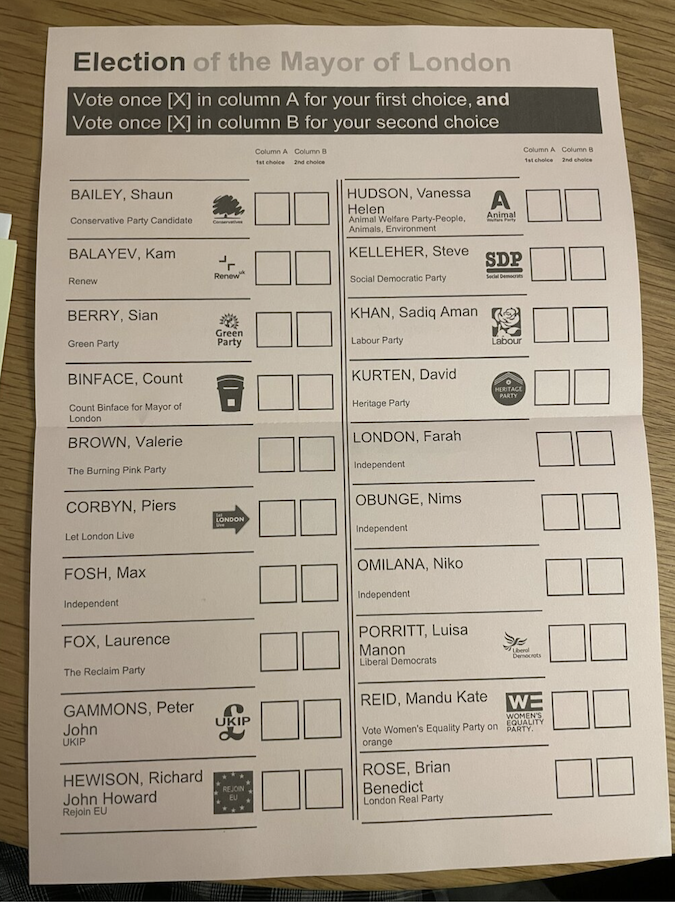 Election of the Mayor of London
Vote once [X] in column A for your first choice, and
Vote once [X] in column B for your second choice
Column A Column B
1st choice 2nd choice
BAILEY, Shaun
Conservative Party Candidate
Conservatives
BALAYEV, Kam
Renew
Renew UK
BERRY, Sian
Green Party
Green
Party
BINFACE, Count
Count Binface for Mayor of
London
BROWN, Valerie
The Burning Pink Party
CORBYN, Piers
Let London Live
Let
LONDON
Live
FOSH, Max
Independent
FOX, Laurence
The Reclaim Party
GAMMONS, Peter
John
UKIP
£
UKIP
HEWISON, Richard
John Howard
Rejoin EU
REJOIN
EU
Column A Column B
1st choice 2nd choice
HUDSON, Vanessa
Helen
Animal Welfare Party-People,
Animals, Environment
A
Animal
Welfare Party
KELLEHER, Steve
Social Democratic Party
SDP
Social Democrats
KHAN, Sadiq Aman
Labour Party
Labour
KURTEN, David
Heritage Party
HERITAGE
PARTY
LONDON, Farah
Independent
OBUNGE, Nims
Independent
OMILANA, Niko
Independent
PORRITT, Luisa
Manon
Liberal Democrats
Liberal
Democrats
REID, Mandu Kate
Vote Women's Equality Party on
orange
WE
WOMEN'S
EQUALITY
PARTY.
ROSE, Brian
Benedict
London Real Party